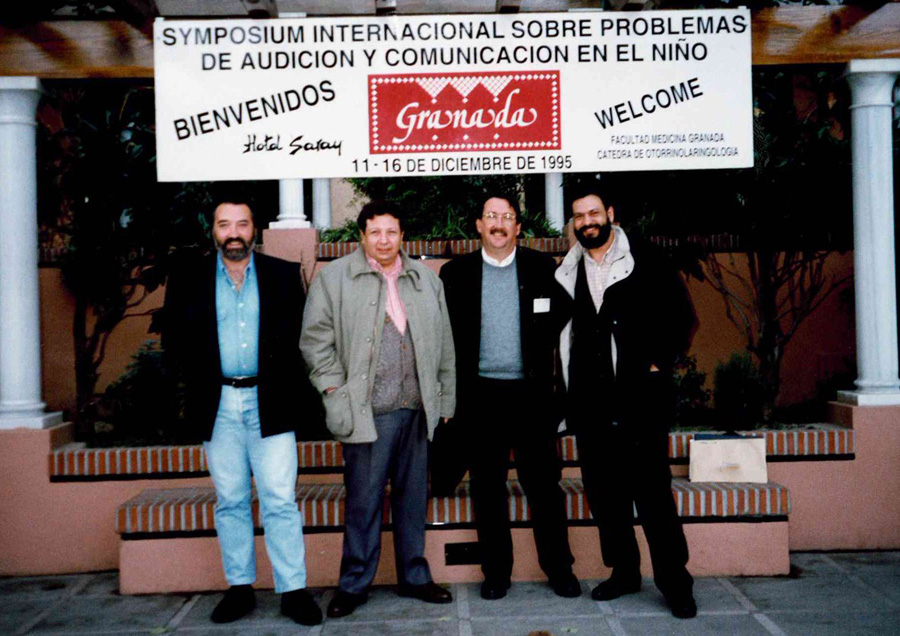 SYMPOSIUM INTERNACIONAL SOBRE PROBLEMAS
DE AUDICION Y COMUNICACION EN EL NIÑO
BIENVENIDOS
Hotel Saray
Granada
WELCOME
FACULTAD MEDICINA GRANADA
CATEDRA DE OTORRINOLARINGOLOGIA
11-16 DE DICIEMBRE DE 1995